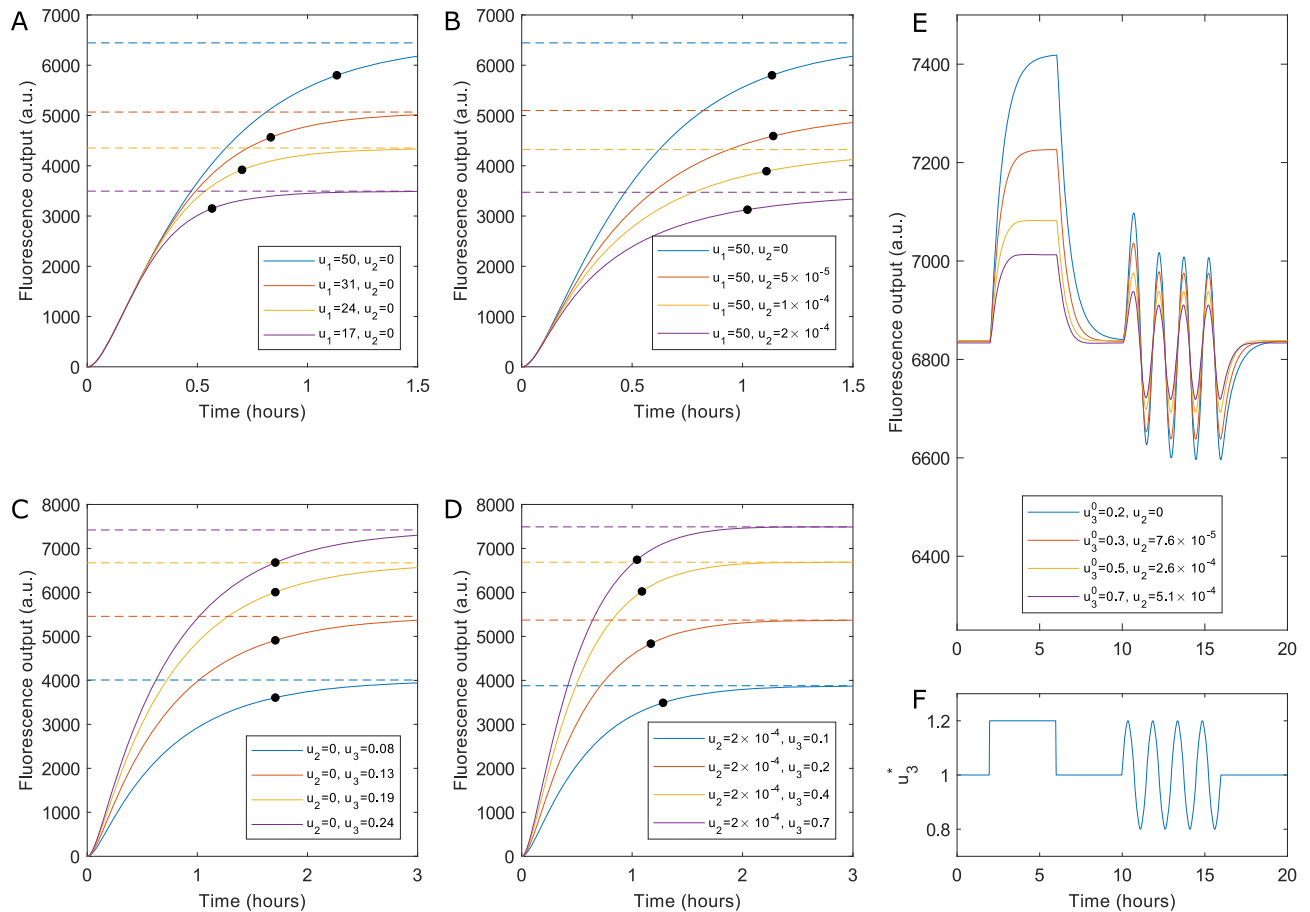 A
7000
6000
5000
4000
3000
2000
1000
0
Fluorescence output (a.u.)
0 0.5 1 1.5
Time (hours)
u₁=50, u₂=0
u₁=31, u₂=0
u₁=24, u₂=0
u₁=17, u₂=0
B
7000
6000
5000
4000
3000
2000
1000
0
Fluorescence output (a.u.)
0 0.5 1 1.5
Time (hours)
u₁=50, u₂=0
u₁=50, u₂=5× 10⁻⁵
u₁=50, u₂=1× 10⁻⁴
u₁=50, u₂=2× 10⁻⁴
C
8000
7000
6000
5000
4000
3000
2000
1000
0
Fluorescence output (a.u.)
0 1 2 3
Time (hours)
u₂=0, u₃=0.08
u₂=0, u₃=0.13
u₂=0, u₃=0.19
u₂=0, u₃=0.24
D
8000
7000
6000
5000
4000
3000
2000
1000
0
Fluorescence output (a.u.)
0 1 2 3
Time (hours)
u₂=2× 10⁻⁴, u₃=0.1
u₂=2× 10⁻⁴, u₃=0.2
u₂=2× 10⁻⁴, u₃=0.4
u₂=2× 10⁻⁴, u₃=0.7
E
7400
7200
7000
6800
6600
6400
Fluorescence output (a.u.)
0 5 10 15 20
u₃⁰=0.2, u₂=0
u₃⁰=0.3, u₂=7.6× 10⁻⁵
u₃⁰=0.5, u₂=2.6× 10⁻⁴
u₃⁰=0.7, u₂=5.1× 10⁻⁴
F
1.2
1
0.8
u₃*
0 5 10 15 20
Time (hours)